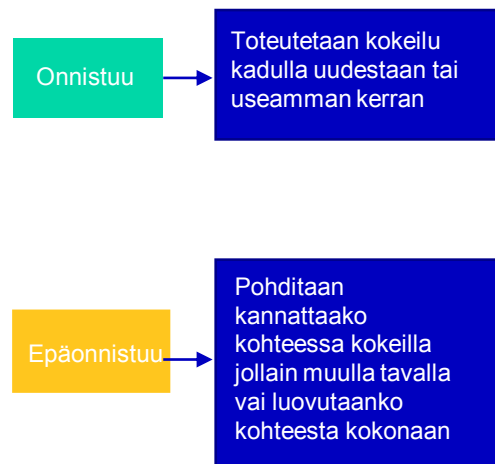 Onnistuu
Toteutetaan kokeilu
kadulla uudestaan tai
useamman kerran
Epäonnistuu
Pohditaan
kannattaako
kohteessa kokeilla
jollain muulla tavalla
vai luovutaanko
kohteesta kokonaan